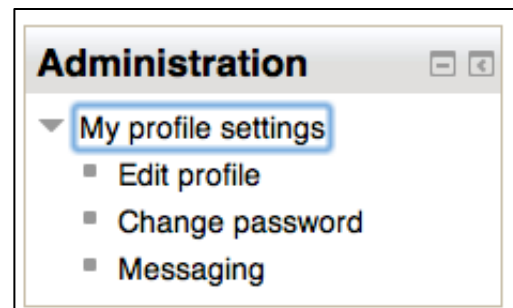 Administration
My profile settings
Edit profile
Change password
Messaging